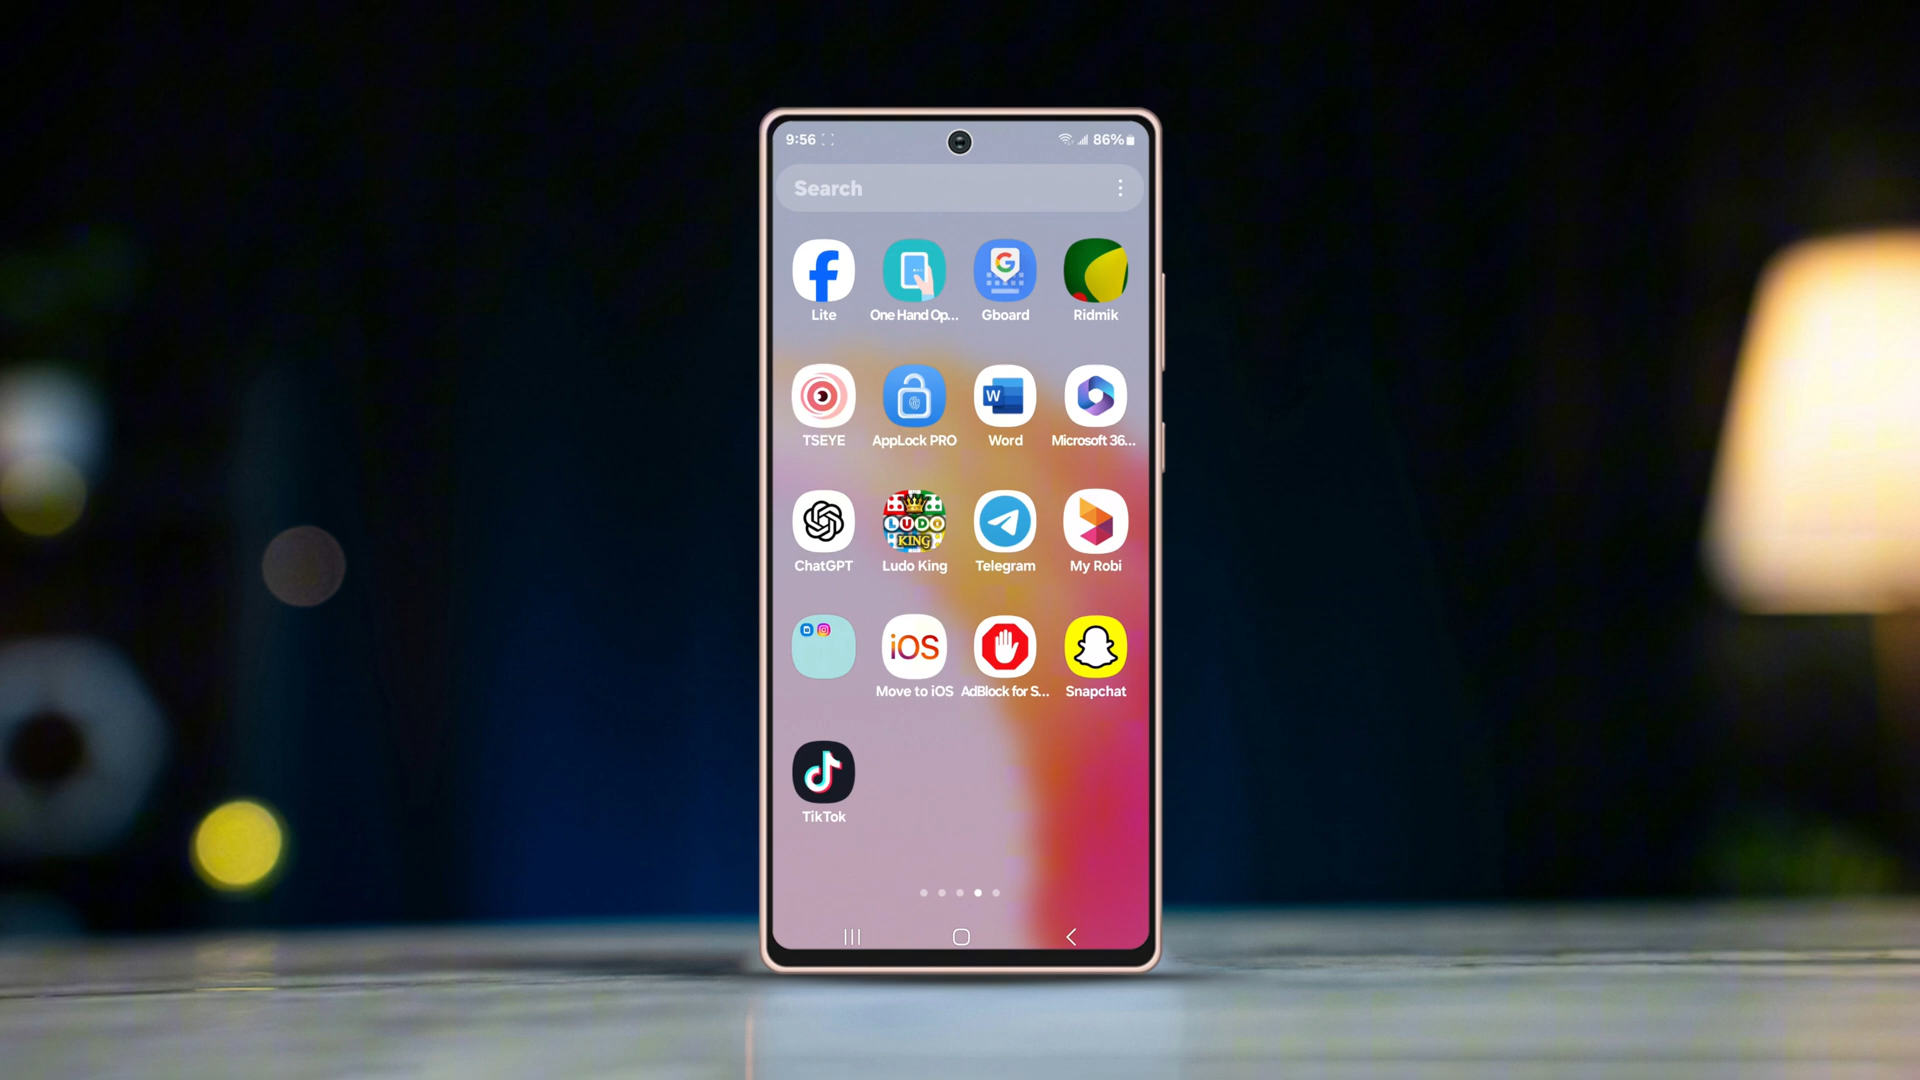 9:56 86%
Search
Lite One Hand Op... Gboard Ridmik
W
TSEYE AppLock PRO Word Microsoft 36...
LUDO
KING
ChatGPT Ludo King Telegram My Robi
iOS
Move to iOS AdBlock for S... Snapchat
TikTok